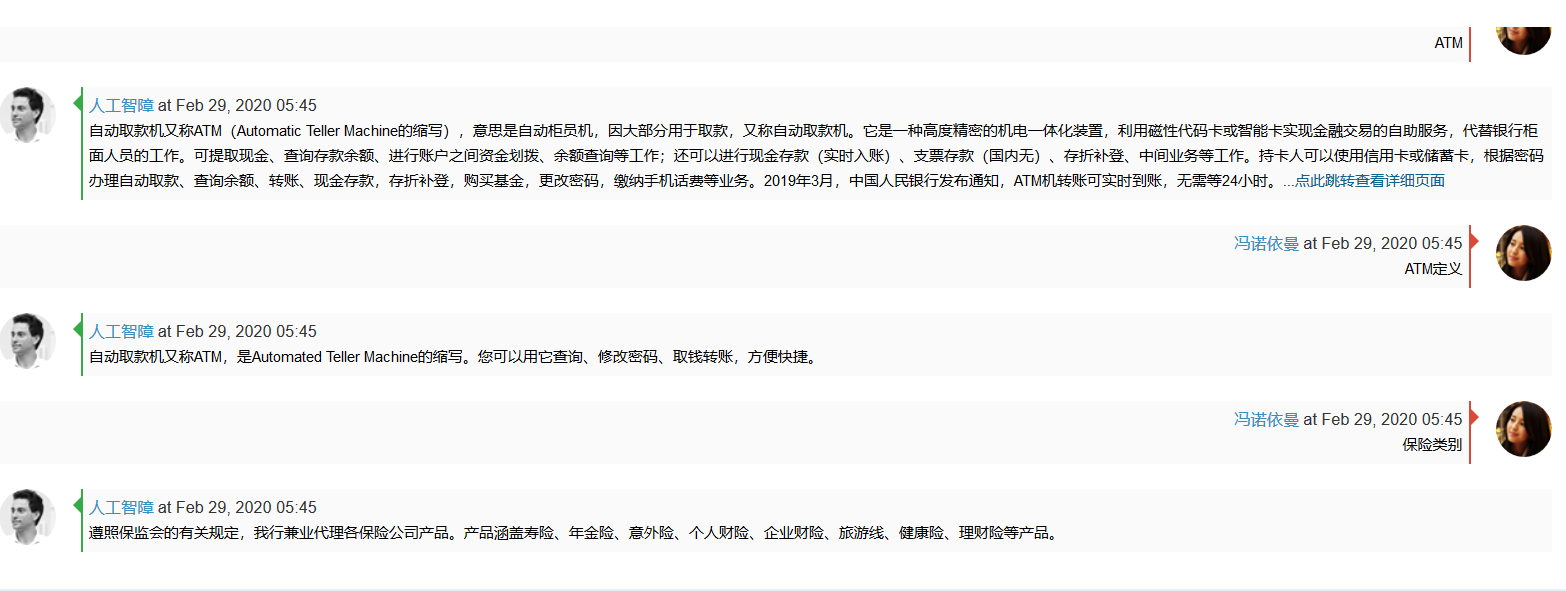 ATM
人工智障 at Feb 29, 2020 05:45
自动取款机又称ATM（Automatic Teller Machine的缩写），意思是自动柜员机，因大部分用于取款，又称自动取款机。它是一种高度精密的机电一体化装置，利用磁性代码卡或智能卡实现金融交易的自助服务，代替银行柜
面人员的工作。可提取现金、查询存款余额、进行账户之间资金划拨、余额查询等工作；还可以进行现金存款（实时入账）、支票存款（国内无）、存折补登、中间业务等工作。持卡人可以使用信用卡或储蓄卡，根据密码
办理自动取款、查询余额、转账、现金存款，存折补登，购买基金，更改密码，缴纳手机话费等业务。2019年3月，中国人民银行发布通知，ATM机转账可实时到账，无需等24小时。...点此跳转查看详细页面
冯诺依曼 at Feb 29, 2020 05:45
ATM定义
人工智障 at Feb 29, 2020 05:45
自动取款机又称ATM，是Automated Teller Machine的缩写。您可以用它查询、修改密码、取钱转账，方便快捷。
冯诺依曼 at Feb 29, 2020 05:45
保险类别
人工智障 at Feb 29, 2020 05:45
遵照保监会的有关规定，我行兼业代理各保险公司产品。产品涵盖寿险、年金险、意外险、个人财险、企业财险、旅游线、健康险、理财险等产品。